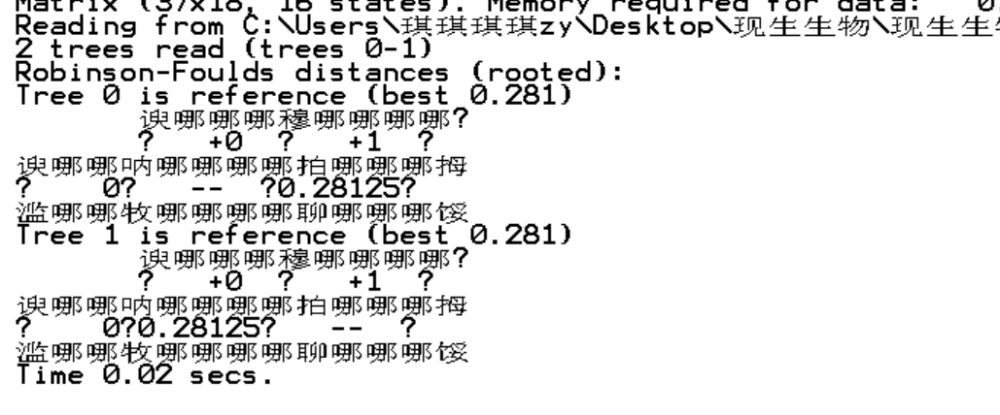 Matrix (37x18, 16 states). Memory required for data: 0.
Reading from C:\Users\琪琪琪琪zy\Desktop\现生生物\现生生物
2 trees read (trees 0-1)
Robinson-Foulds distances (rooted):
Tree 0 is reference (best 0.281)
谀哪哪哪穆哪哪哪哪?
? +0 ? +1 ?
谀哪哪呐哪哪哪哪拍哪哪哪拇
? 0? -- ?0.28125?
滥哪哪牧哪哪哪哪聊哪哪哪馁
Tree 1 is reference (best 0.281)
谀哪哪哪穆哪哪哪哪?
? +0 ? +1 ?
谀哪哪呐哪哪哪哪拍哪哪哪拇
? 0?0.28125? -- ?
滥哪哪牧哪哪哪哪聊哪哪哪馁
Time 0.02 secs.